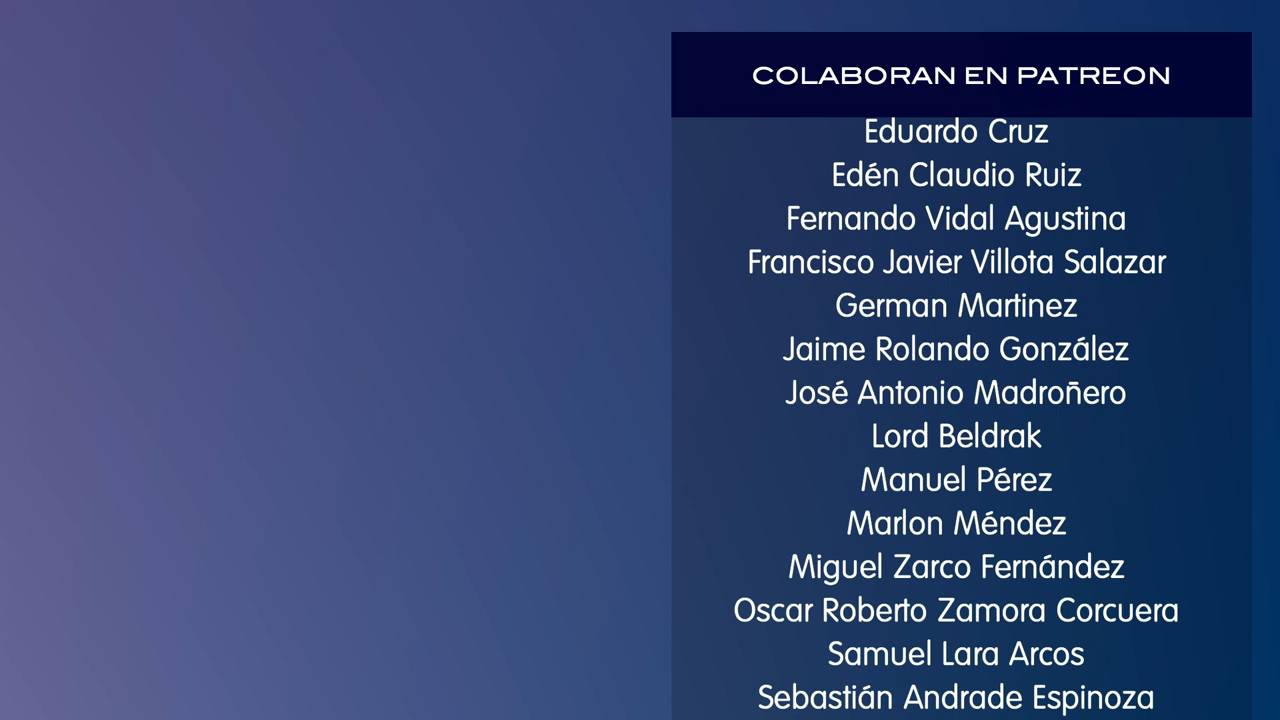 COLABORAN EN PATREON
Eduardo Cruz
Edén Claudio Ruiz
Fernando Vidal Agustina
Francisco Javier Villota Salazar
German Martinez
Jaime Rolando González
José Antonio Madroñero
Lord Beldrak
Manuel Pérez
Marlon Méndez
Miguel Zarco Fernández
Oscar Roberto Zamora Corcuera
Samuel Lara Arcos
Sebastián Andrade Espinoza